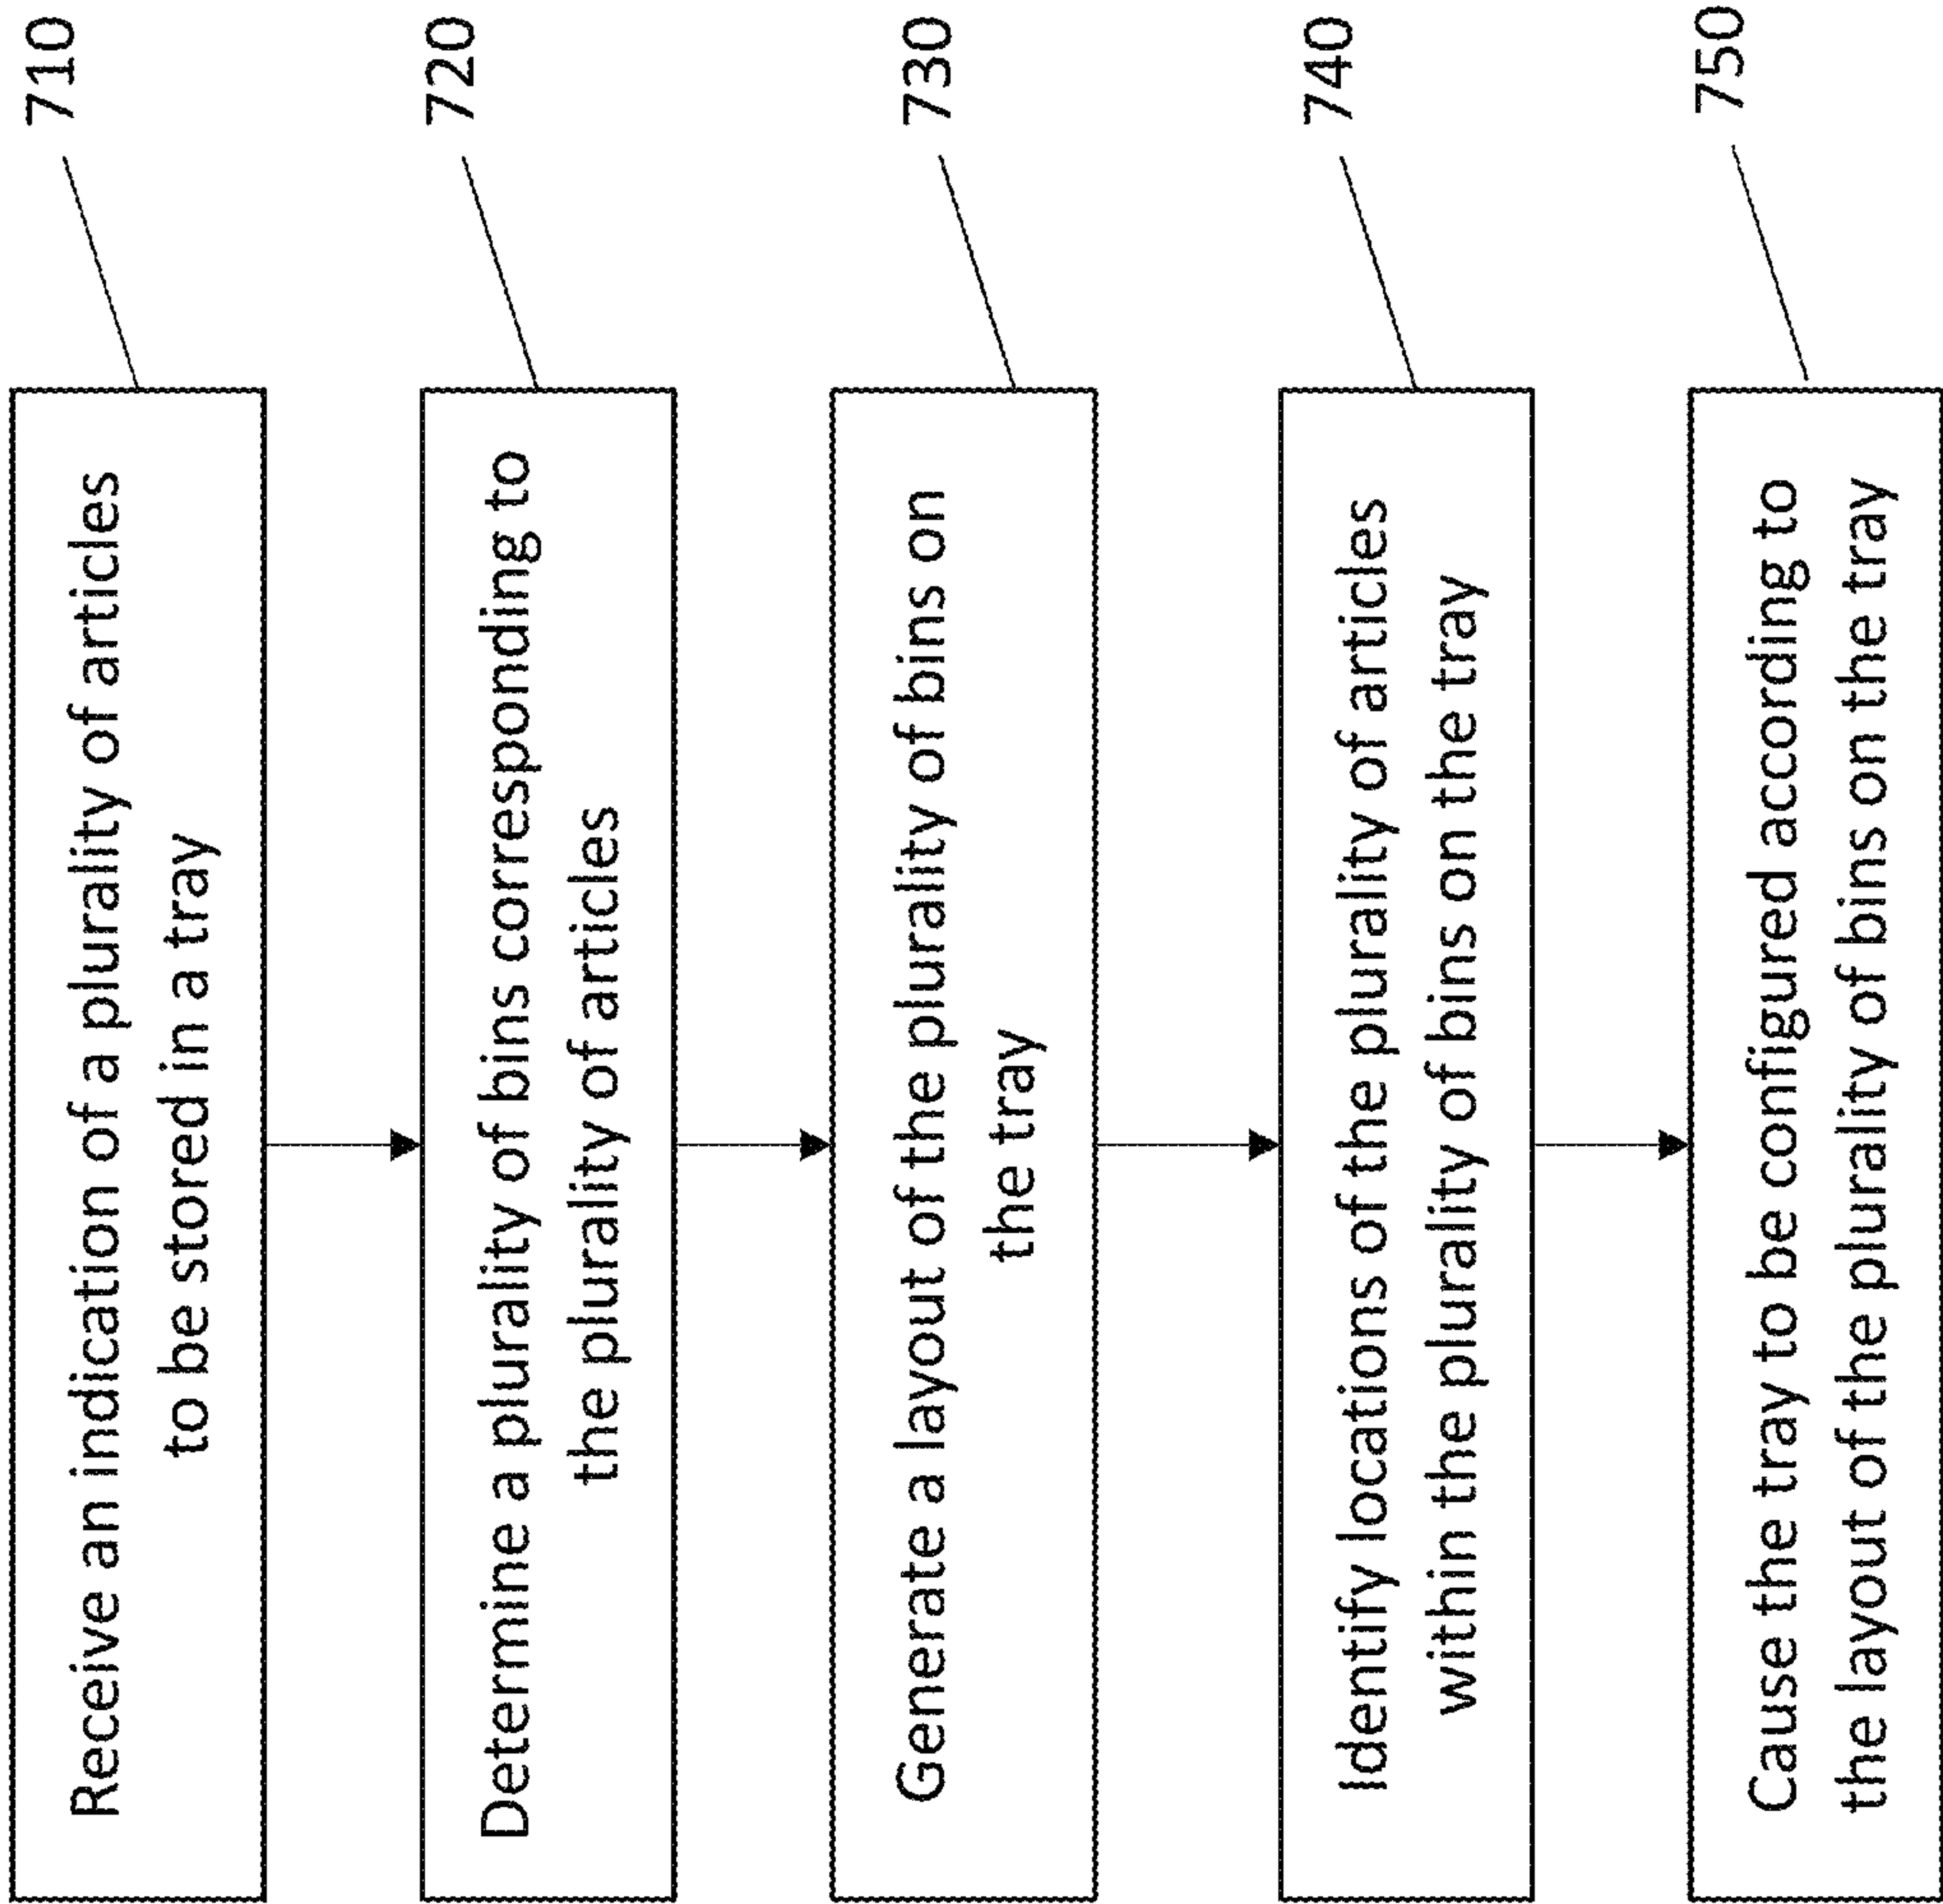 Receive an indication of a plurality of articles
to be stored in a tray
710
Determine a plurality of bins corresponding to
the plurality of articles
720
Generate a layout of the plurality of bins on
the tray
730
Identify locations of the plurality of articles
within the plurality of bins on the tray
740
Cause the tray to be configured according to
the layout of the plurality of bins on the tray
750